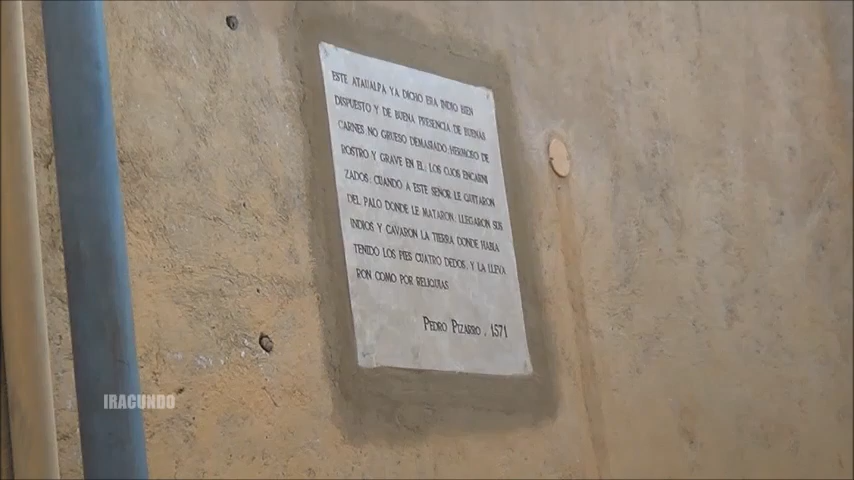 ESTE ATAUALPA YA DICHO ERA INDIO BIEN
DISPUESTO Y DE BUENA PRESENCIA, DE BUENAS
CARNES NO GRUESO DEMASIADO, HERMOSO DE
ROSTRO Y GRAVE EN EL; LOS OJOS ENCARNI
ZADOS; CUANDO A ESTE SEÑOR LE QUITARON
DEL PALO DONDE LE MATARON; LLEGARON SUS
INDIOS Y CAVARON LA TIERRA DONDE HABIA
TENIDO LOS PIES CUATRO DEDOS, Y LA LLEVA
RON COMO POR RELIQUIAS.
PEDRO PIZARRO, 1571
IRACUNDO